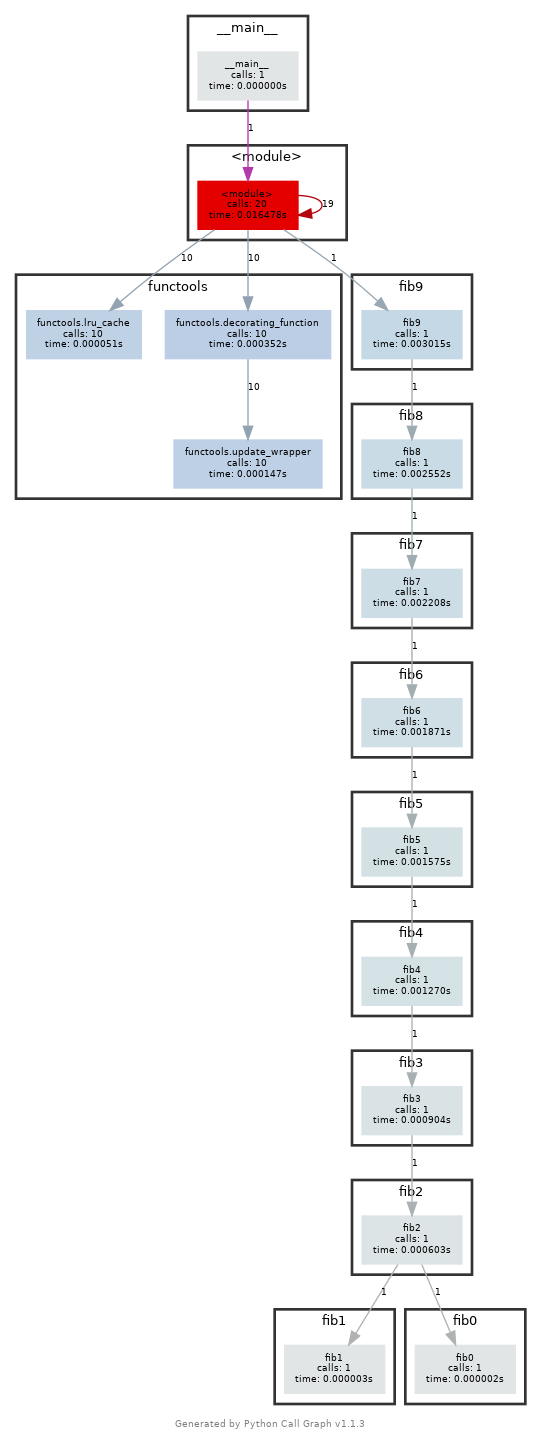 __main__
__main__
calls: 1
time: 0.000000s
1
<module>
<module>
calls: 20
time: 0.016478s
19
10
10
1
functools
functools.lru_cache
calls: 10
time: 0.000051s
functools.decorating_function
calls: 10
time: 0.000352s
10
functools.update_wrapper
calls: 10
time: 0.000147s
fib9
fib9
calls: 1
time: 0.003015s
1
fib8
fib8
calls: 1
time: 0.002552s
1
fib7
fib7
calls: 1
time: 0.002208s
1
fib6
fib6
calls: 1
time: 0.001871s
1
fib5
fib5
calls: 1
time: 0.001575s
1
fib4
fib4
calls: 1
time: 0.001270s
1
fib3
fib3
calls: 1
time: 0.000904s
1
fib2
fib2
calls: 1
time: 0.000603s
1
1
fib1
fib1
calls: 1
time: 0.000003s
fib0
fib0
calls: 1
time: 0.000002s
Generated by Python Call Graph v1.1.3